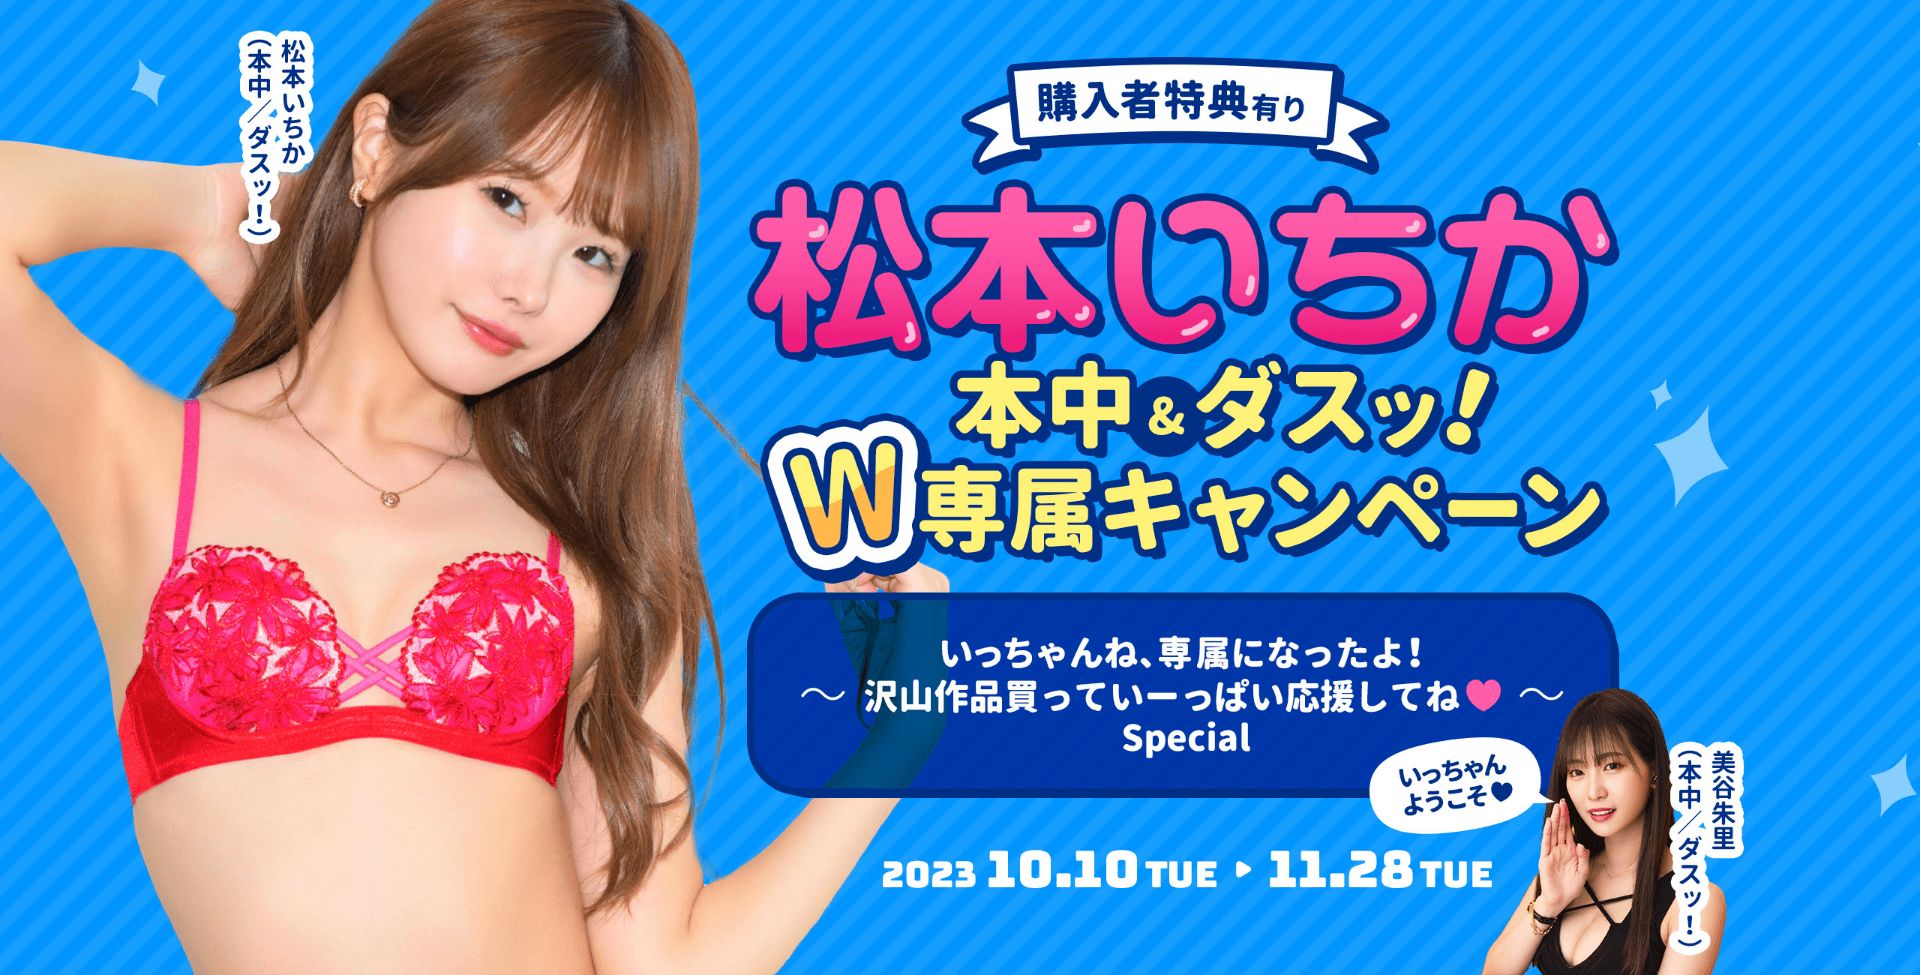 松本いちか
（本中／ダスッ！）
購入者特典有り
松本いちか
本中&ダスッ！
W専属キャンペーン
いっちゃんね、専属になったよ！
～ 沢山作品買っていーっぱい応援してね♥ ～
Special
いっちゃん
ようこそ♥
美谷朱里
（本中／ダスッ！）
2023 10.10 TUE ▶ 11.28 TUE